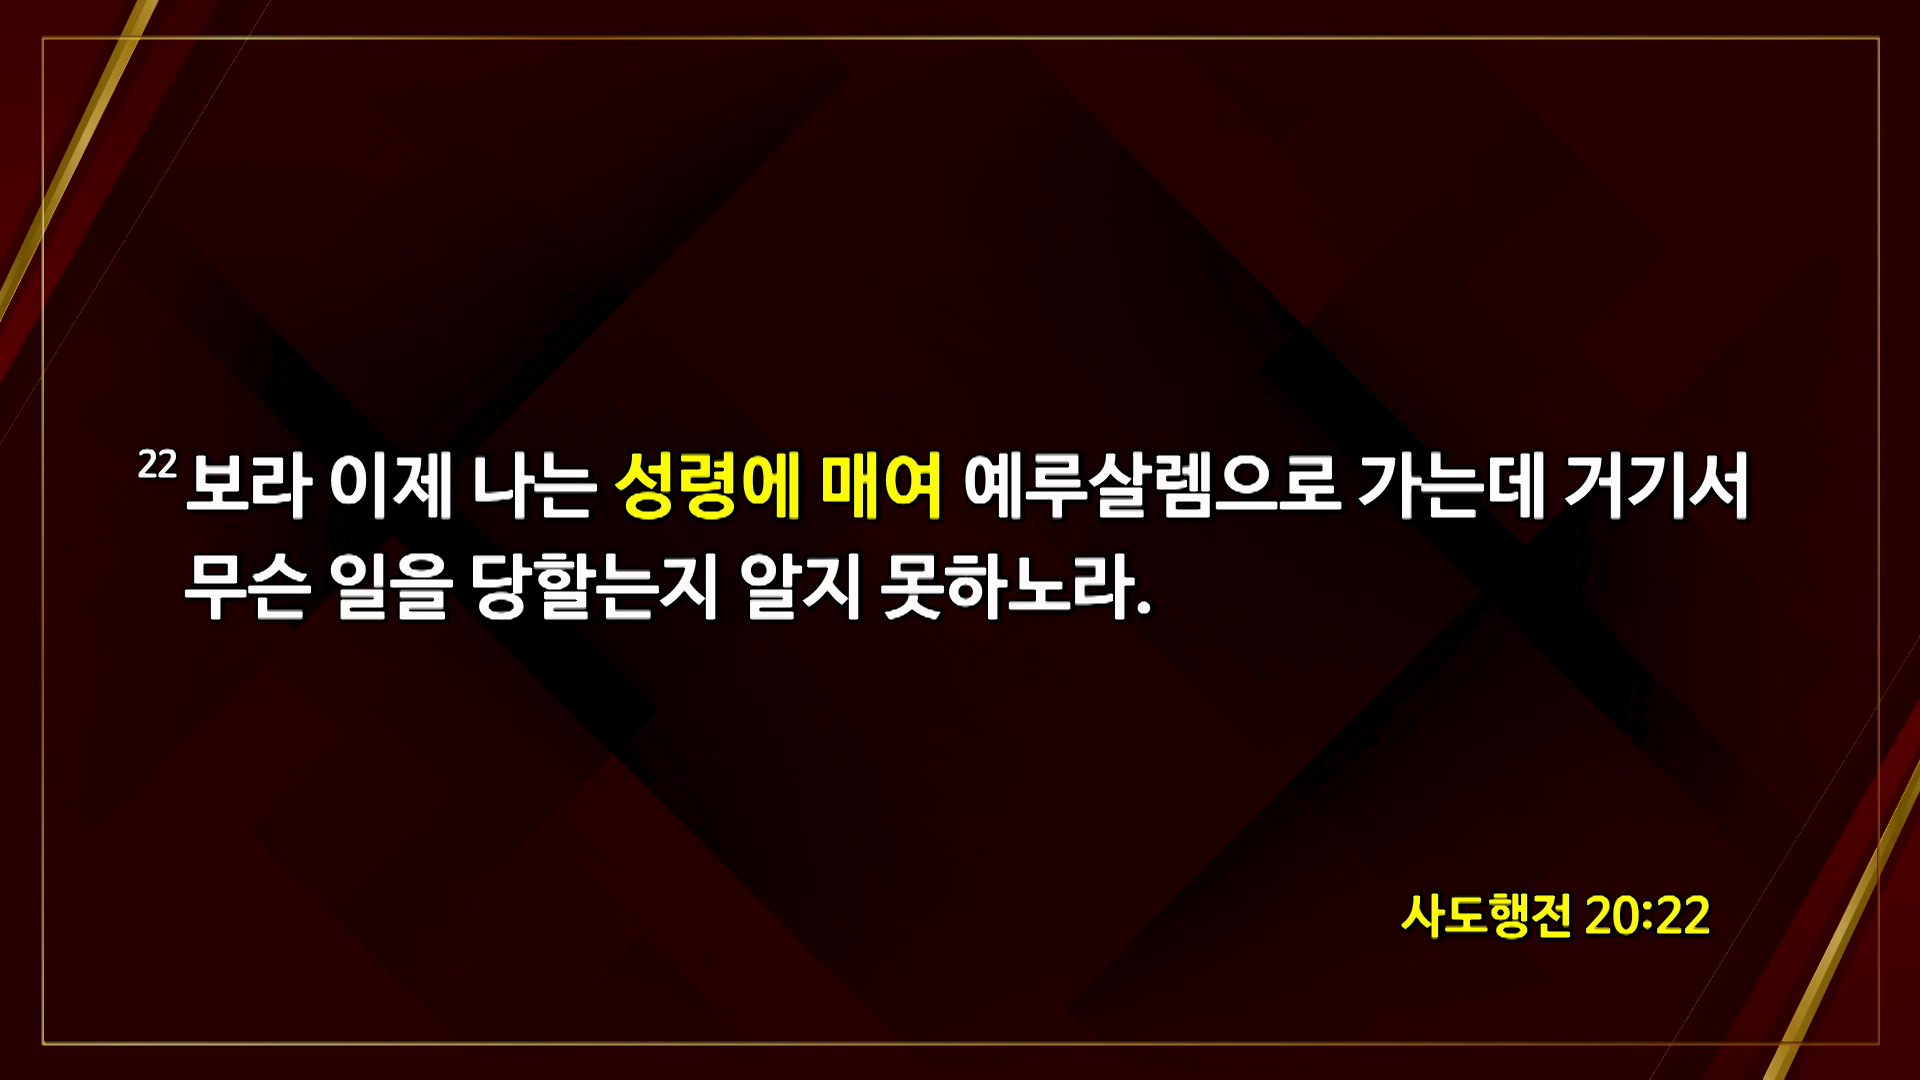 22 보라 이제 나는 성령에 매여 예루살렘으로 가는데 거기서
무슨 일을 당할는지 알지 못하노라.
사도행전 20:22